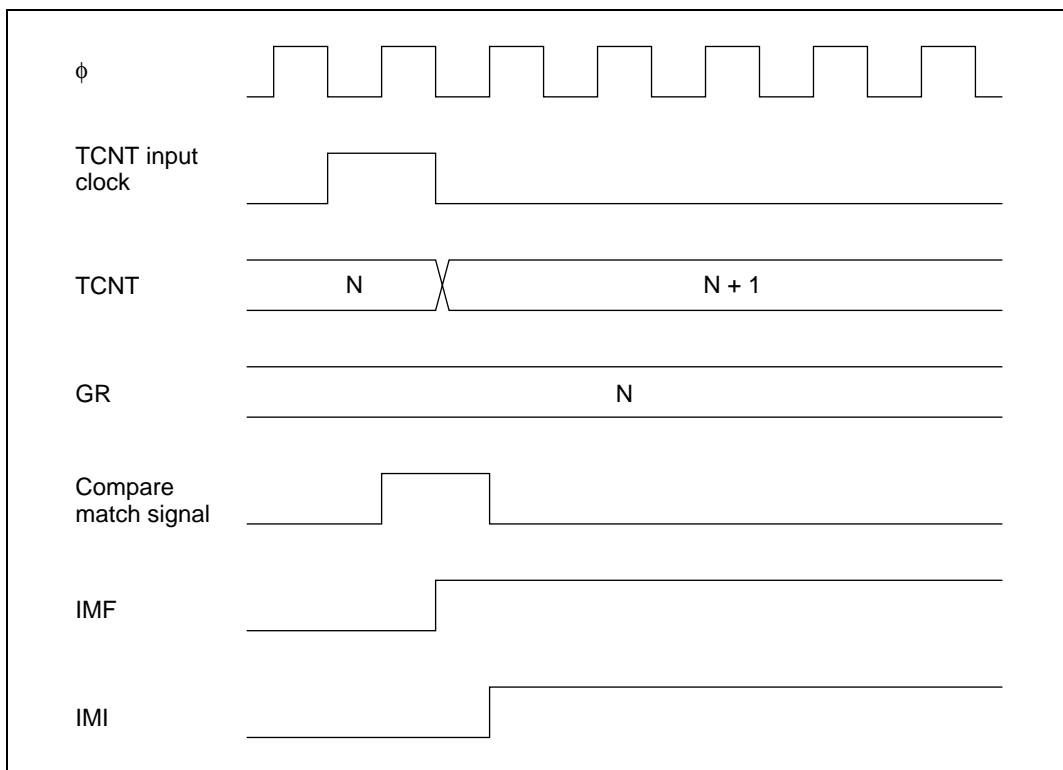 ϕ
TCNT input
clock
TCNT
N
N + 1
GR
N
Compare
match signal
IMF
IMI